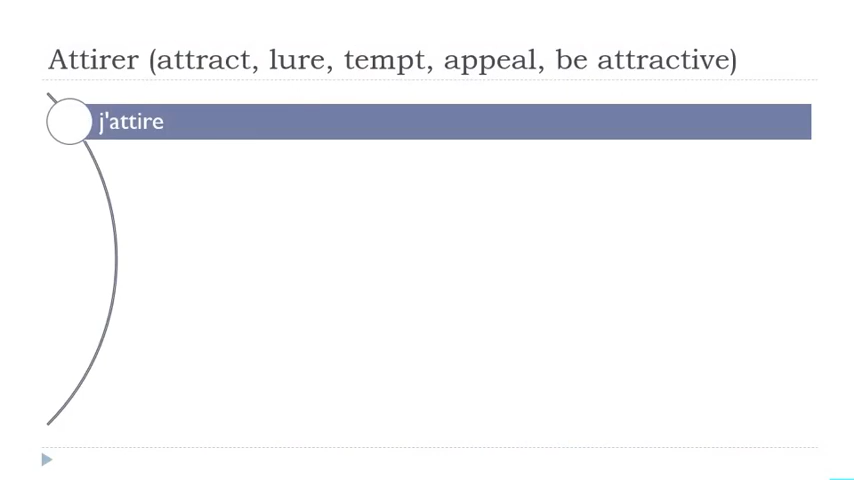 Attirer (attract, lure, tempt, appeal, be attractive)
j'attire